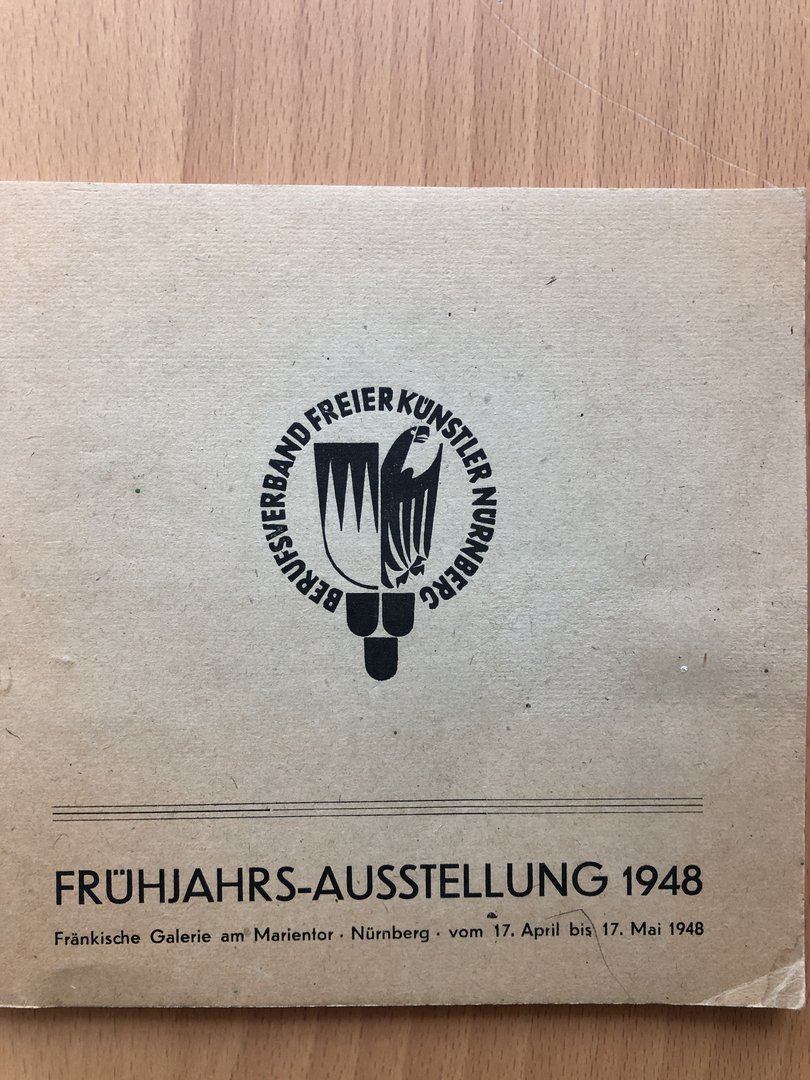 BERUFSVERBAND FREIER KÜNSTLER NÜRNBERG
FRÜHJAHRS-AUSSTELLUNG 1948
Fränkische Galerie am Marientor · Nürnberg · vom 17. April bis 17. Mai 1948